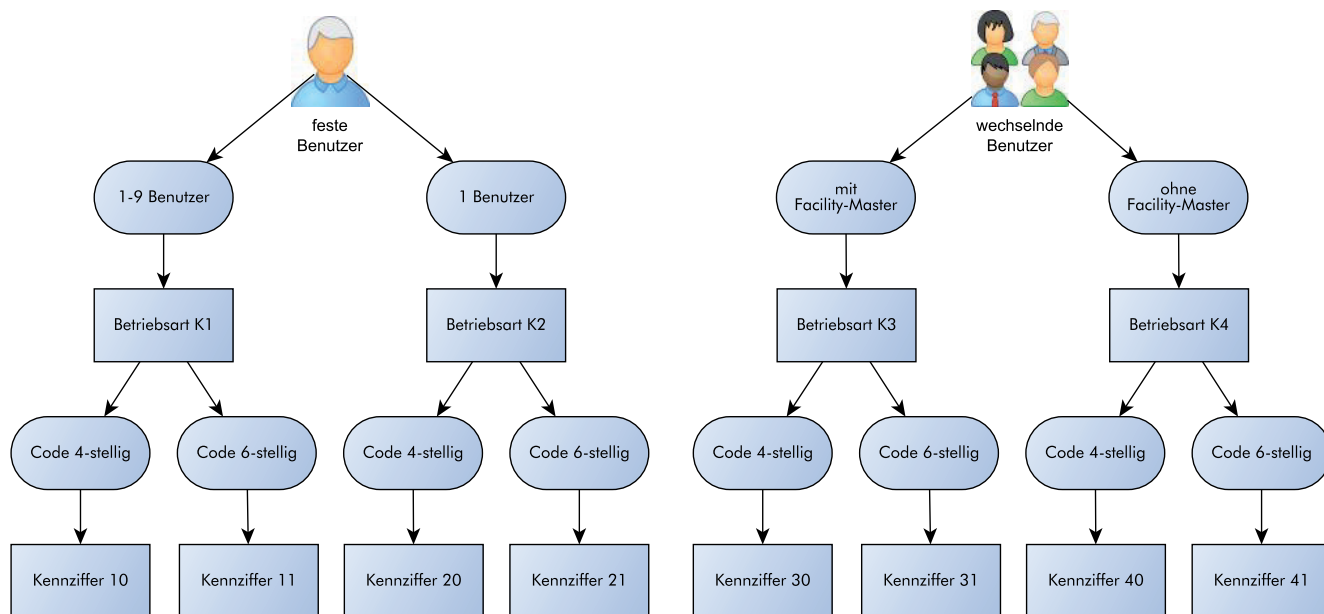 feste
Benutzer
wechselnde
Benutzer
1-9 Benutzer
1 Benutzer
mit
Facility-Master
ohne
Facility-Master
Betriebsart K1
Betriebsart K2
Betriebsart K3
Betriebsart K4
Code 4-stellig
Code 6-stellig
Code 4-stellig
Code 6-stellig
Code 4-stellig
Code 6-stellig
Code 4-stellig
Code 6-stellig
Kennziffer 10
Kennziffer 11
Kennziffer 20
Kennziffer 21
Kennziffer 30
Kennziffer 31
Kennziffer 40
Kennziffer 41